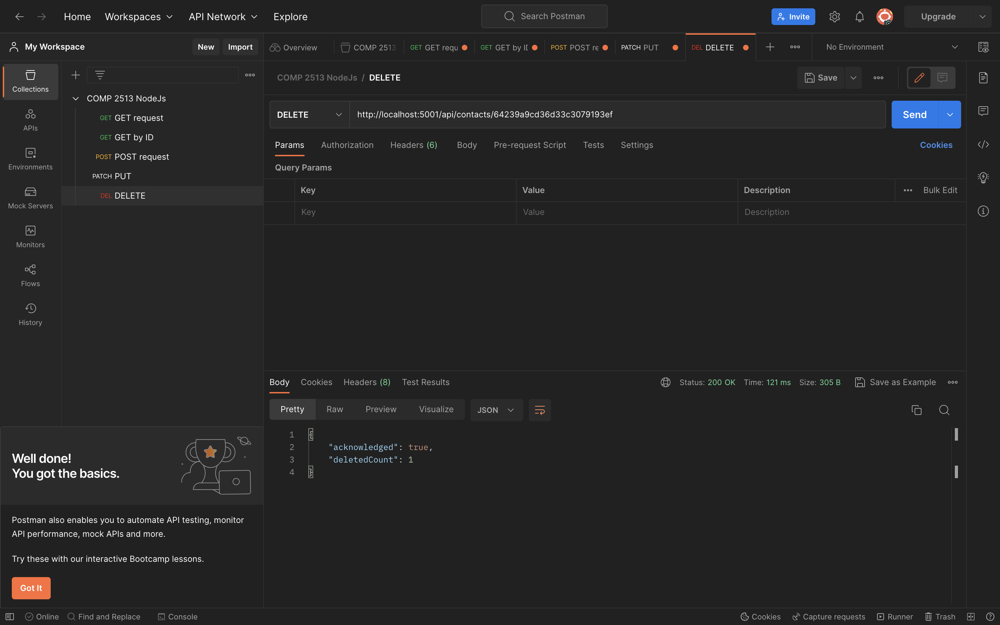 Home Workspaces API Network Explore Search Postman Invite Upgrade
My Workspace New Import
Overview COMP 2513 GET GET requ GET GET by ID POST POST re PATCH PUT DEL DELETE No Environment
Collections
APIs
Environments
Mock Servers
Monitors
Flows
History
COMP 2513 NodeJs
GET GET request
GET GET by ID
POST POST request
PATCH PUT
DEL DELETE
COMP 2513 NodeJs / DELETE Save
DELETE http://localhost:5001/api/contacts/64239a9cd36d33c3079193ef Send
Params Authorization Headers (6) Body Pre-request Script Tests Settings Cookies
Query Params
Key Value Description Bulk Edit
Key Value Description
Body Cookies Headers (8) Test Results Status: 200 OK Time: 121 ms Size: 305 B Save as Example
Pretty Raw Preview Visualize JSON
1 {
2 "acknowledged": true,
3 "deletedCount": 1
4 }
Well done!
You got the basics.
Postman also enables you to automate API testing, monitor
API performance, mock APIs and more.
Try these with our interactive Bootcamp lessons.
Got It
Online Find and Replace Console Cookies Capture requests Runner Trash